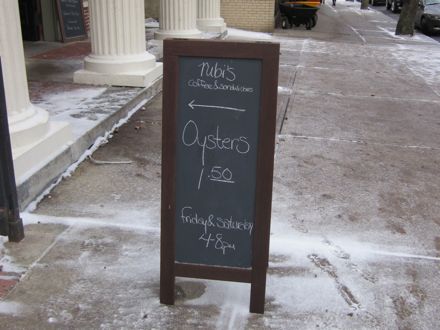 Rubi's
coffee & sandwiches
Oysters
1.50
Friday & Saturday
4-8pm